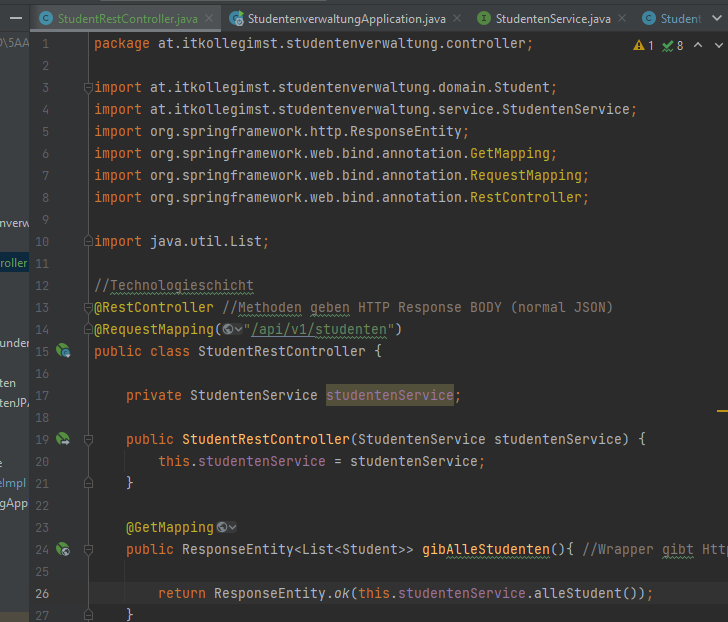 StudentRestController.java StudentenverwaltungApplication.java StudentenService.java Student
\5AA
1 package at.itkollegimst.studentenverwaltung.controller; 1 8
2
3 import at.itkollegimst.studentenverwaltung.domain.Student;
4 import at.itkollegimst.studentenverwaltung.service.StudentenService;
5 import org.springframework.http.ResponseEntity;
6 import org.springframework.web.bind.annotation.GetMapping;
7 import org.springframework.web.bind.annotation.RequestMapping;
8 import org.springframework.web.bind.annotation.RestController;
9
nverw
10 import java.util.List;
roller 11
12 //Technologieschicht
13 @RestController //Methoden geben HTTP Response BODY (normal JSON)
14 @RequestMapping("/api/v1/studenten")
under
15 public class StudentRestController {
16
ten
tenJPA
17 private StudentenService studentenService;
18
19 public StudentRestController(StudentenService studentenService) {
e
20 this.studentenService = studentenService;
eImpl 21 }
gApp
22
23 @GetMapping
24 public ResponseEntity<List<Student>> gibAlleStudenten(){ //Wrapper gibt Http
25
26 return ResponseEntity.ok(this.studentenService.alleStudent());
27 }